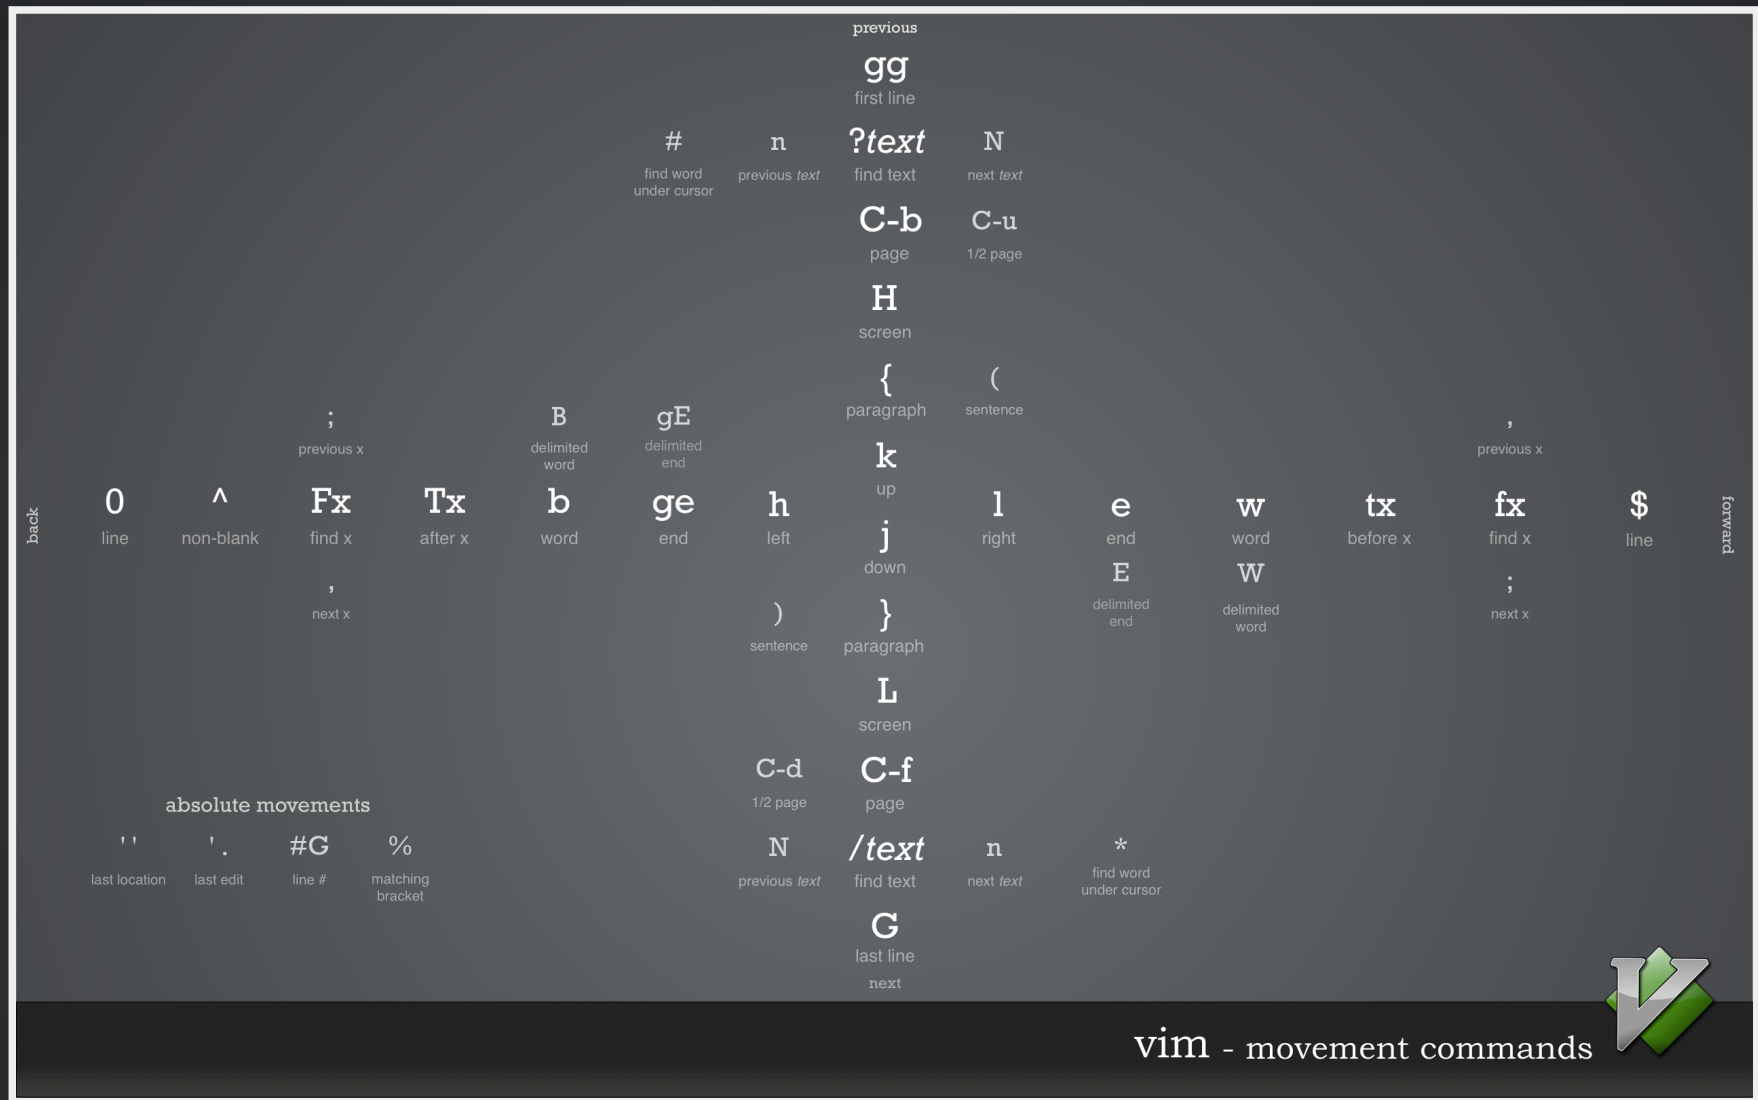 previous
gg
first line
# n ?text N
find word under cursor previous text find text next text
C-b C-u
page 1/2 page
H
screen
{ (
paragraph sentence
; B gE ,
previous x delimited word delimited end previous x
k
up
back 0 ^ Fx Tx b ge h l e w tx fx $ forward
line non-blank find x after x word end left right end word before x find x line
j
down
, E W ;
next x delimited end delimited word next x
) }
sentence paragraph
L
screen
C-d C-f
1/2 page page
absolute movements
' ' ' . #G %
last location last edit line # matching bracket
N /text n *
previous text find text next text find word under cursor
G
last line
next
vim - movement commands